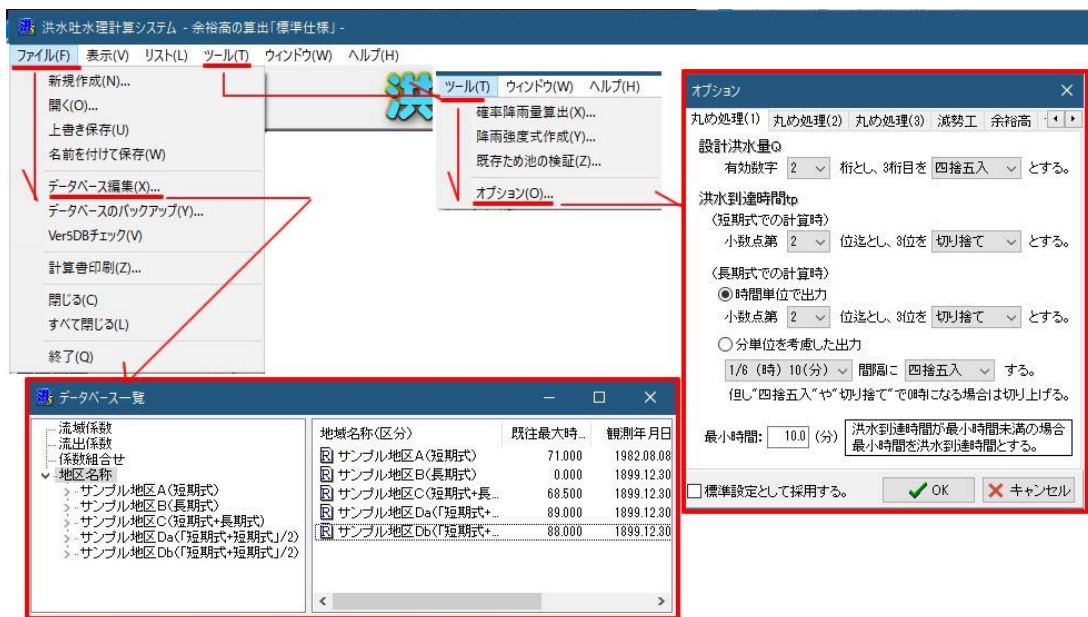 洪水吐水理計算システム - 余裕高の算出「標準仕様」 -
ファイル(F) 表示(V) リスト(L) ツール(T) ウィンドウ(W) ヘルプ(H)
新規作成(N)...
開く(O)...
上書き保存(U)
名前を付けて保存(W)
データベース編集(X)...
データベースのバックアップ(Y)...
VerSDBチェック(V)
計算書印刷(Z)...
閉じる(C)
すべて閉じる(L)
終了(Q)
洪
ツール(T) ウィンドウ(W) ヘルプ(H)
確率降雨量算出(X)...
降雨強度式作成(Y)...
既存ため池の検証(Z)...
オプション(O)...
オプション
丸め処理(1) 丸め処理(2) 丸め処理(3) 減勢工 余裕高
設計洪水量Q
有効数字 2 桁とし、3桁目を 四捨五入 とする。
洪水到達時間tp
(短期式での計算時)
小数点第 2 位迄とし、3位を 切り捨て とする。
(長期式での計算時)
時間単位で出力
小数点第 2 位迄とし、3位を 切り捨て とする。
分単位を考慮した出力
1/6 (時) 10(分) 間隔に 四捨五入 する。
但し"四捨五入"や"切り捨て"で0時になる場合は切り上げる。
最小時間: 10.0 (分) 洪水到達時間が最小時間未満の場合
最小時間を洪水到達時間とする。
標準設定として採用する。 OK キャンセル
データベース一覧
流域係数
流出係数
係数組合せ
地区名称
サンプル地区A(短期式)
サンプル地区B(長期式)
サンプル地区C(短期式+長期式)
サンプル地区Da(「短期式+短期式」/2)
サンプル地区Db(「短期式+短期式」/2)
地域名称(区分) 既往最大時... 観測年月日
R サンプル地区A(短期式) 71.000 1982.08.08
R サンプル地区B(長期式) 0.000 1899.12.30
R サンプル地区C(短期式+長... 68.500 1899.12.30
R サンプル地区Da(「短期式+... 89.000 1899.12.30
R サンプル地区Db(「短期式+... 88.000 1899.12.30